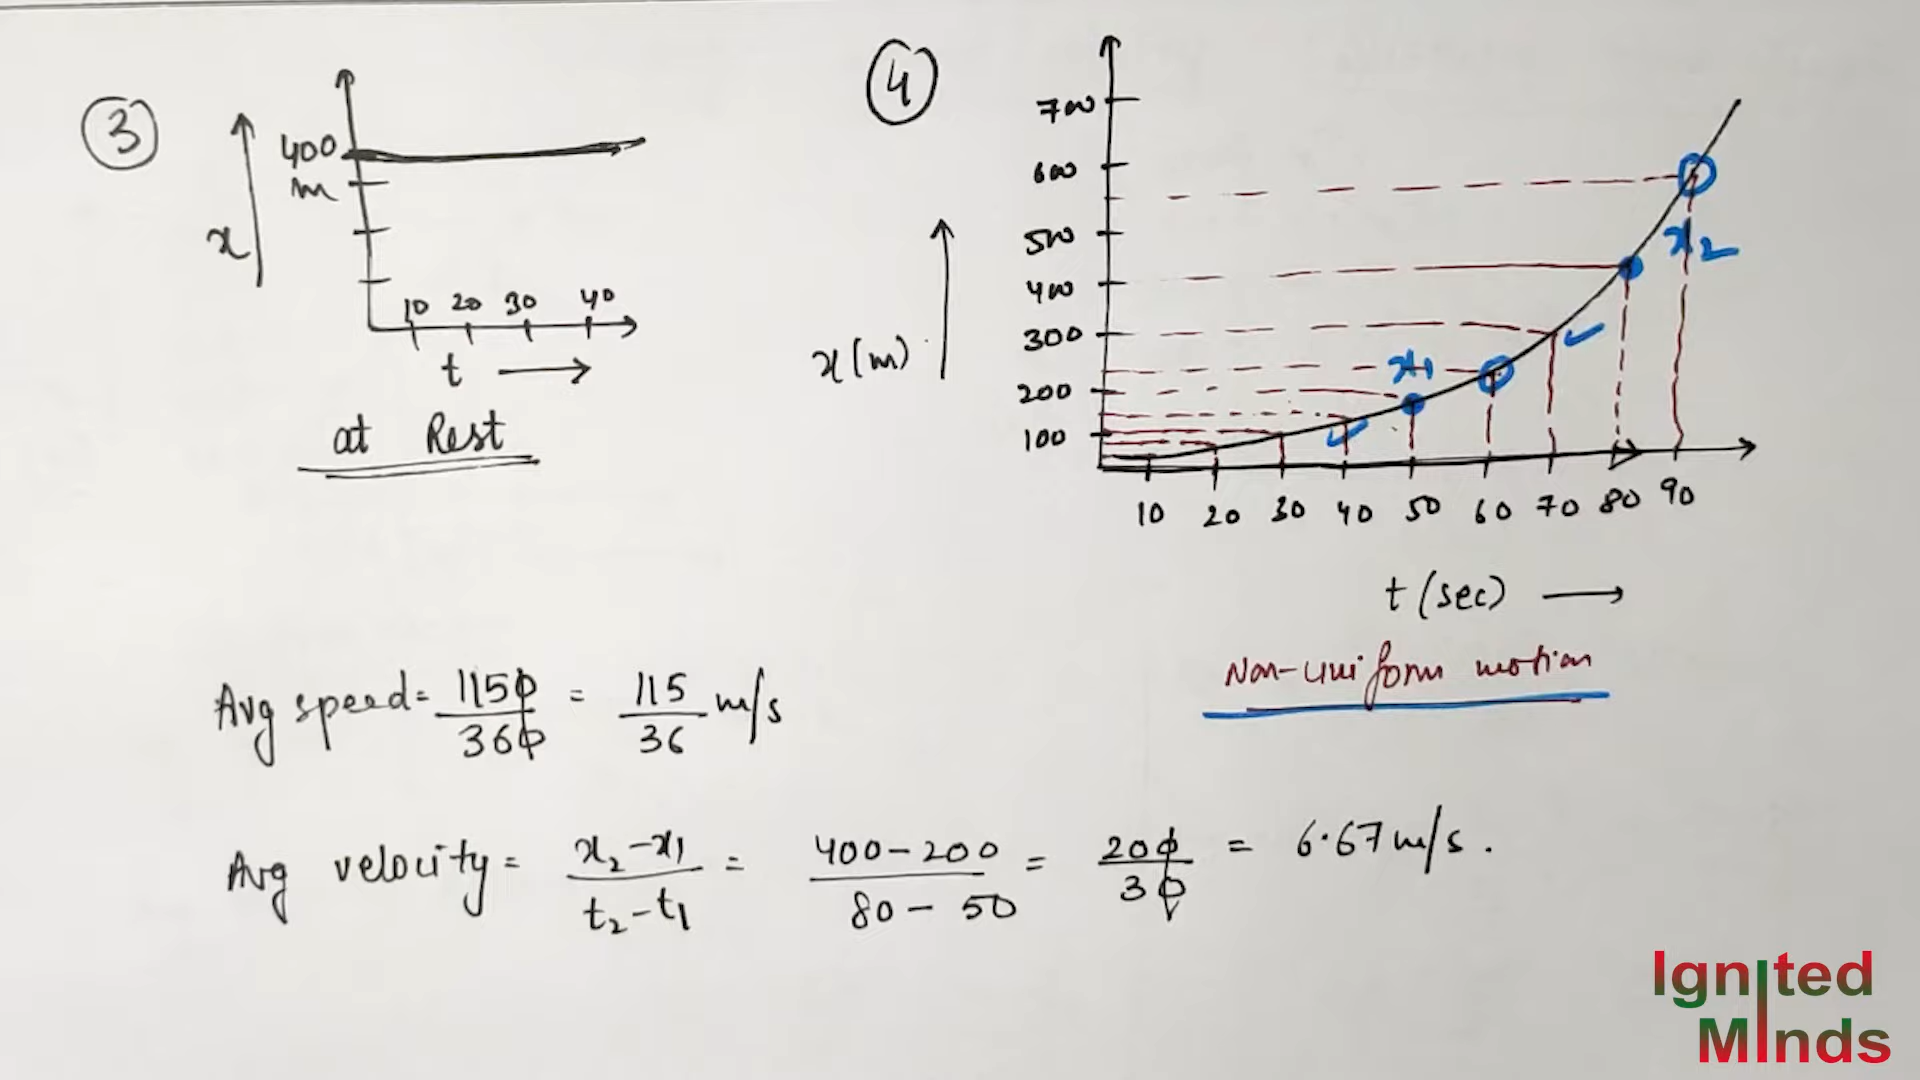 3
400
m
x
10 20 30 40
t
at Rest
4
700
600
500
400
300
200
100
x(m)
x1
x2
10 20 30 40 50 60 70 80 90
t (sec)
Non-uniform motion
Avg speed = 1150/360 = 115/36 m/s
Avg velocity = x2-x1/t2-t1 = 400-200/80-50 = 200/30 = 6.67 m/s.
Ignited
Minds